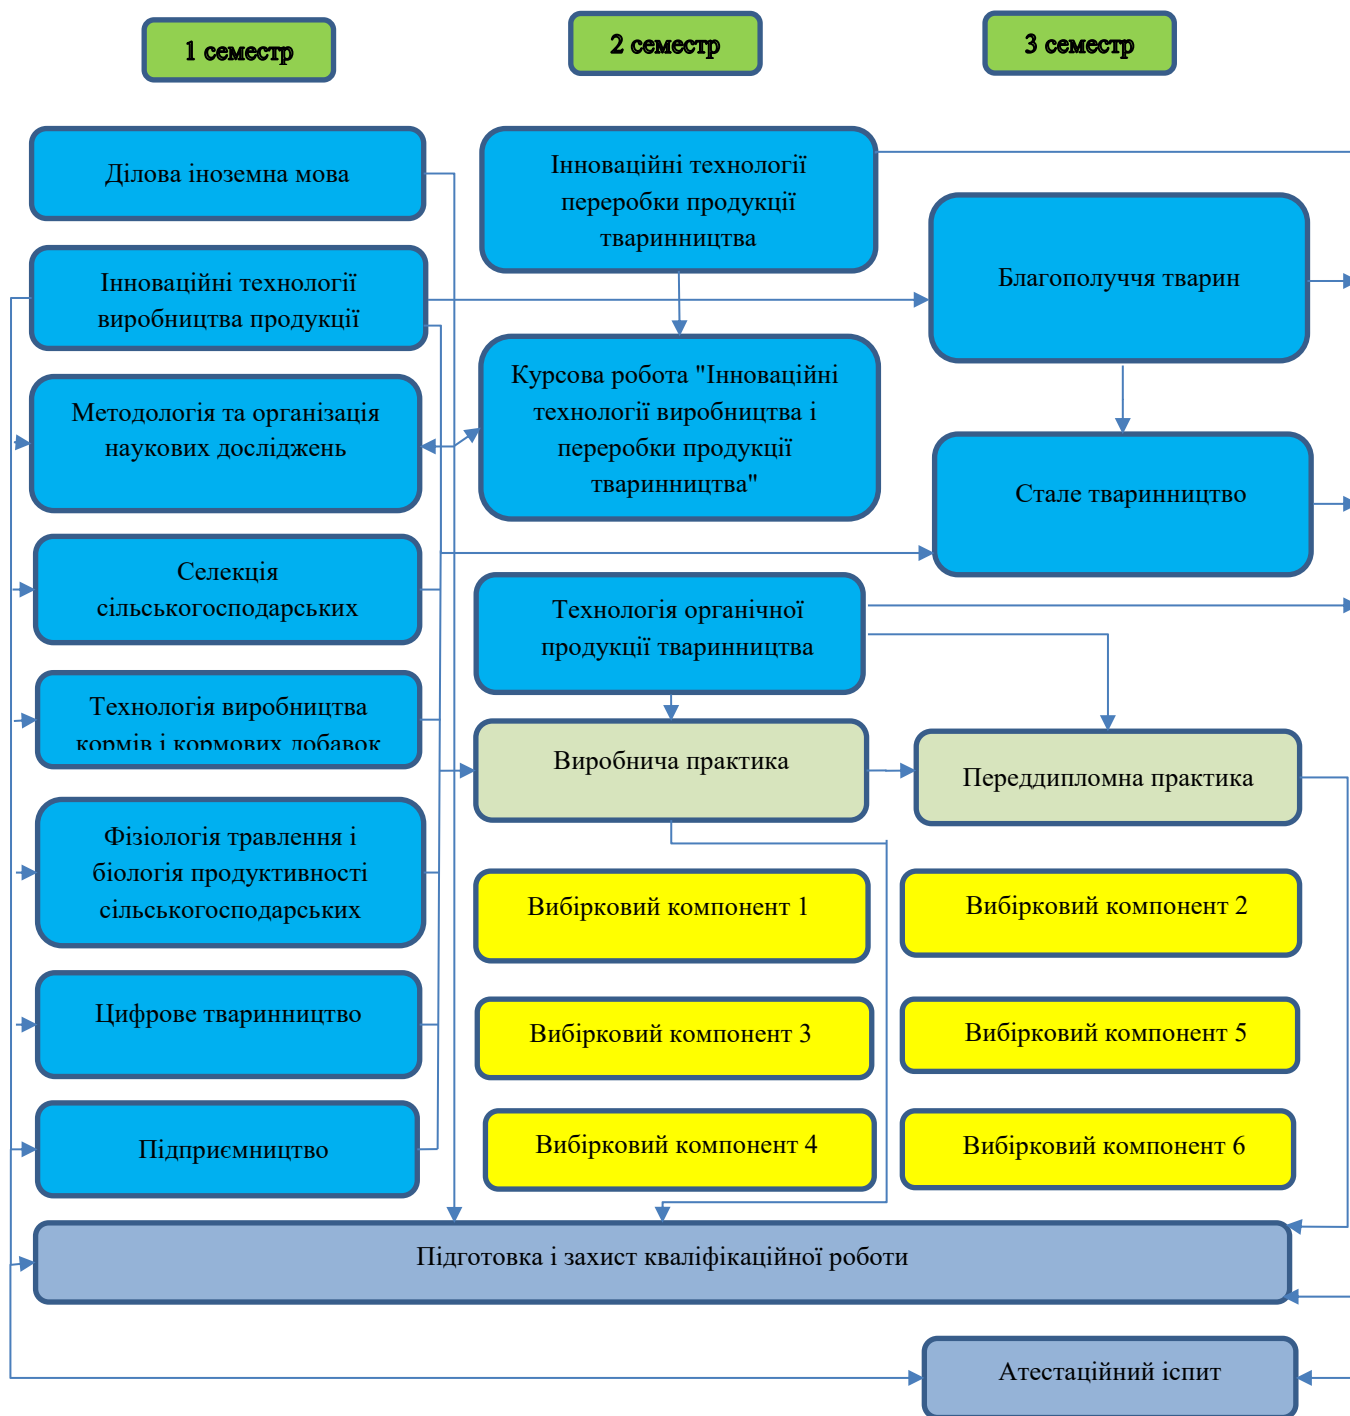 1 семестр
2 семестр
3 семестр
Ділова іноземна мова
Інноваційні технології
виробництва продукції
Методологія та організація
наукових досліджень
Селекція
сільськогосподарських
Технологія виробництва
кормів і кормових добавок
Фізіологія травлення і
біологія продуктивності
сільськогосподарських
Цифрове тваринництво
Підприємництво
Інноваційні технології
переробки продукції
тваринництва
Курсова робота "Інноваційні
технології виробництва і
переробки продукції
тваринництва"
Технологія органічної
продукції тваринництва
Виробнича практика
Вибірковий компонент 1
Вибірковий компонент 3
Вибірковий компонент 4
Благополуччя тварин
Стале тваринництво
Переддипломна практика
Вибірковий компонент 2
Вибірковий компонент 5
Вибірковий компонент 6
Підготовка і захист кваліфікаційної роботи
Атестаційний іспит